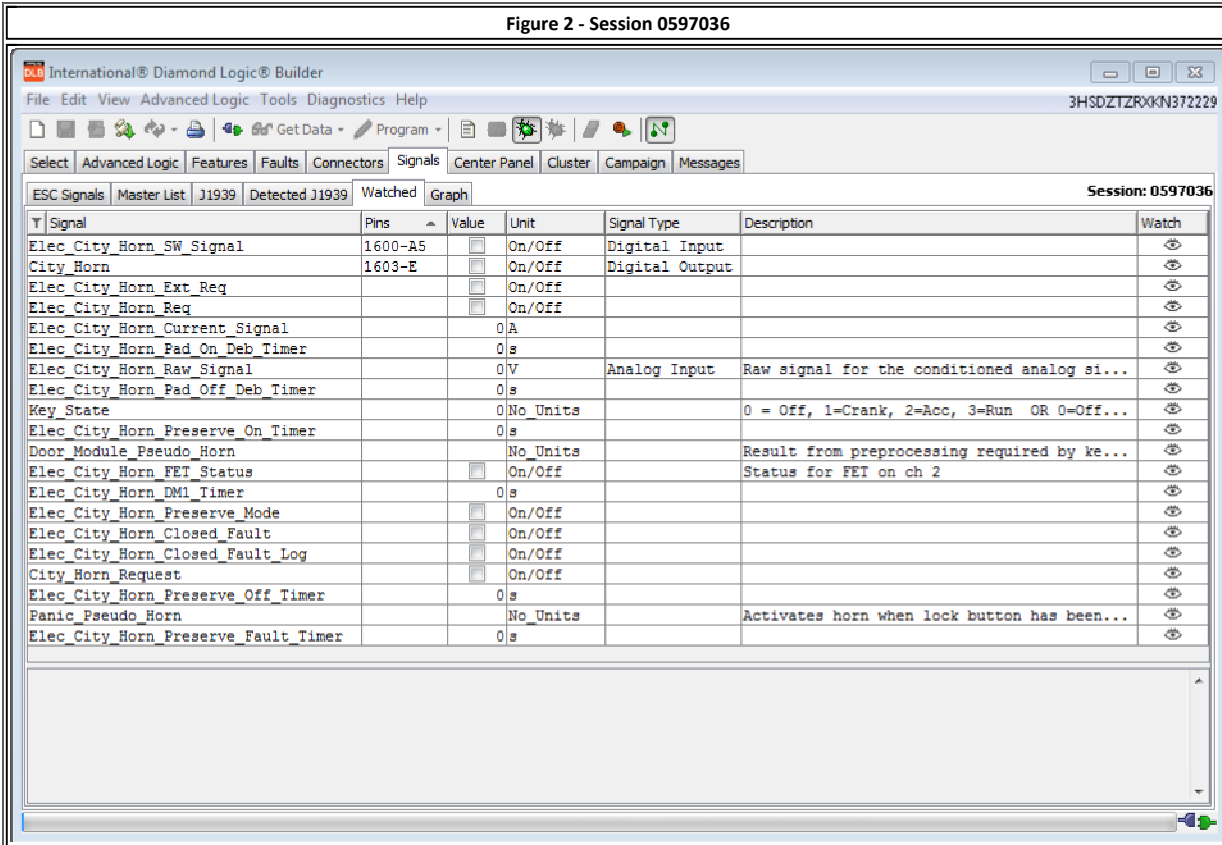 Figure 2 - Session 0597036
DLB International® Diamond Logic® Builder
File Edit View Advanced Logic Tools Diagnostics Help 3HSDZTZRXKN372229
Get Data Program
Select Advanced Logic Features Faults Connectors Signals Center Panel Cluster Campaign Messages
ESC Signals Master List J1939 Detected J1939 Watched Graph Session: 0597036
Signal Pins Value Unit Signal Type Description Watch
Elec_City_Horn_SW_Signal 1600-A5 On/Off Digital Input
City_Horn 1603-E On/Off Digital Output
Elec_City_Horn_Ext_Req On/Off
Elec_City_Horn_Req On/Off
Elec_City_Horn_Current_Signal 0 A
Elec_City_Horn_Pad_On_Deb_Timer 0 s
Elec_City_Horn_Raw_Signal 0 V Analog Input Raw signal for the conditioned analog si...
Elec_City_Horn_Pad_Off_Deb_Timer 0 s
Key_State 0 No_Units 0 = Off, 1=Crank, 2=Acc, 3=Run OR 0=Off...
Elec_City_Horn_Preserve_On_Timer 0 s
Door_Module_Pseudo_Horn No_Units Result from preprocessing required by ke...
Elec_City_Horn_FET_Status On/Off Status for FET on ch 2
Elec_City_Horn_DM1_Timer 0 s
Elec_City_Horn_Preserve_Mode On/Off
Elec_City_Horn_Closed_Fault On/Off
Elec_City_Horn_Closed_Fault_Log On/Off
City_Horn_Request On/Off
Elec_City_Horn_Preserve_Off_Timer 0 s
Panic_Pseudo_Horn No_Units Activates horn when lock button has been...
Elec_City_Horn_Preserve_Fault_Timer 0 s